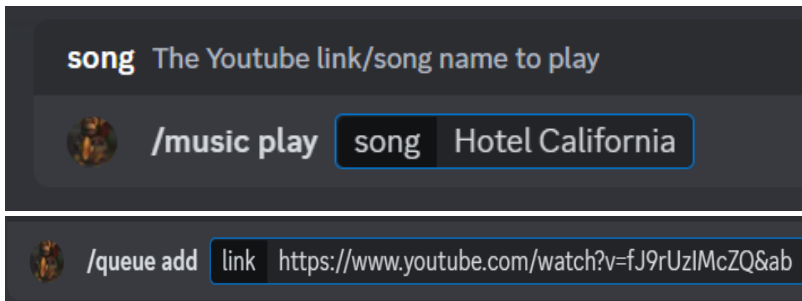 song The Youtube link/song name to play
/music play song Hotel California
/queue add link https://www.youtube.com/watch?v=fJ9rUzIMcZQ&ab